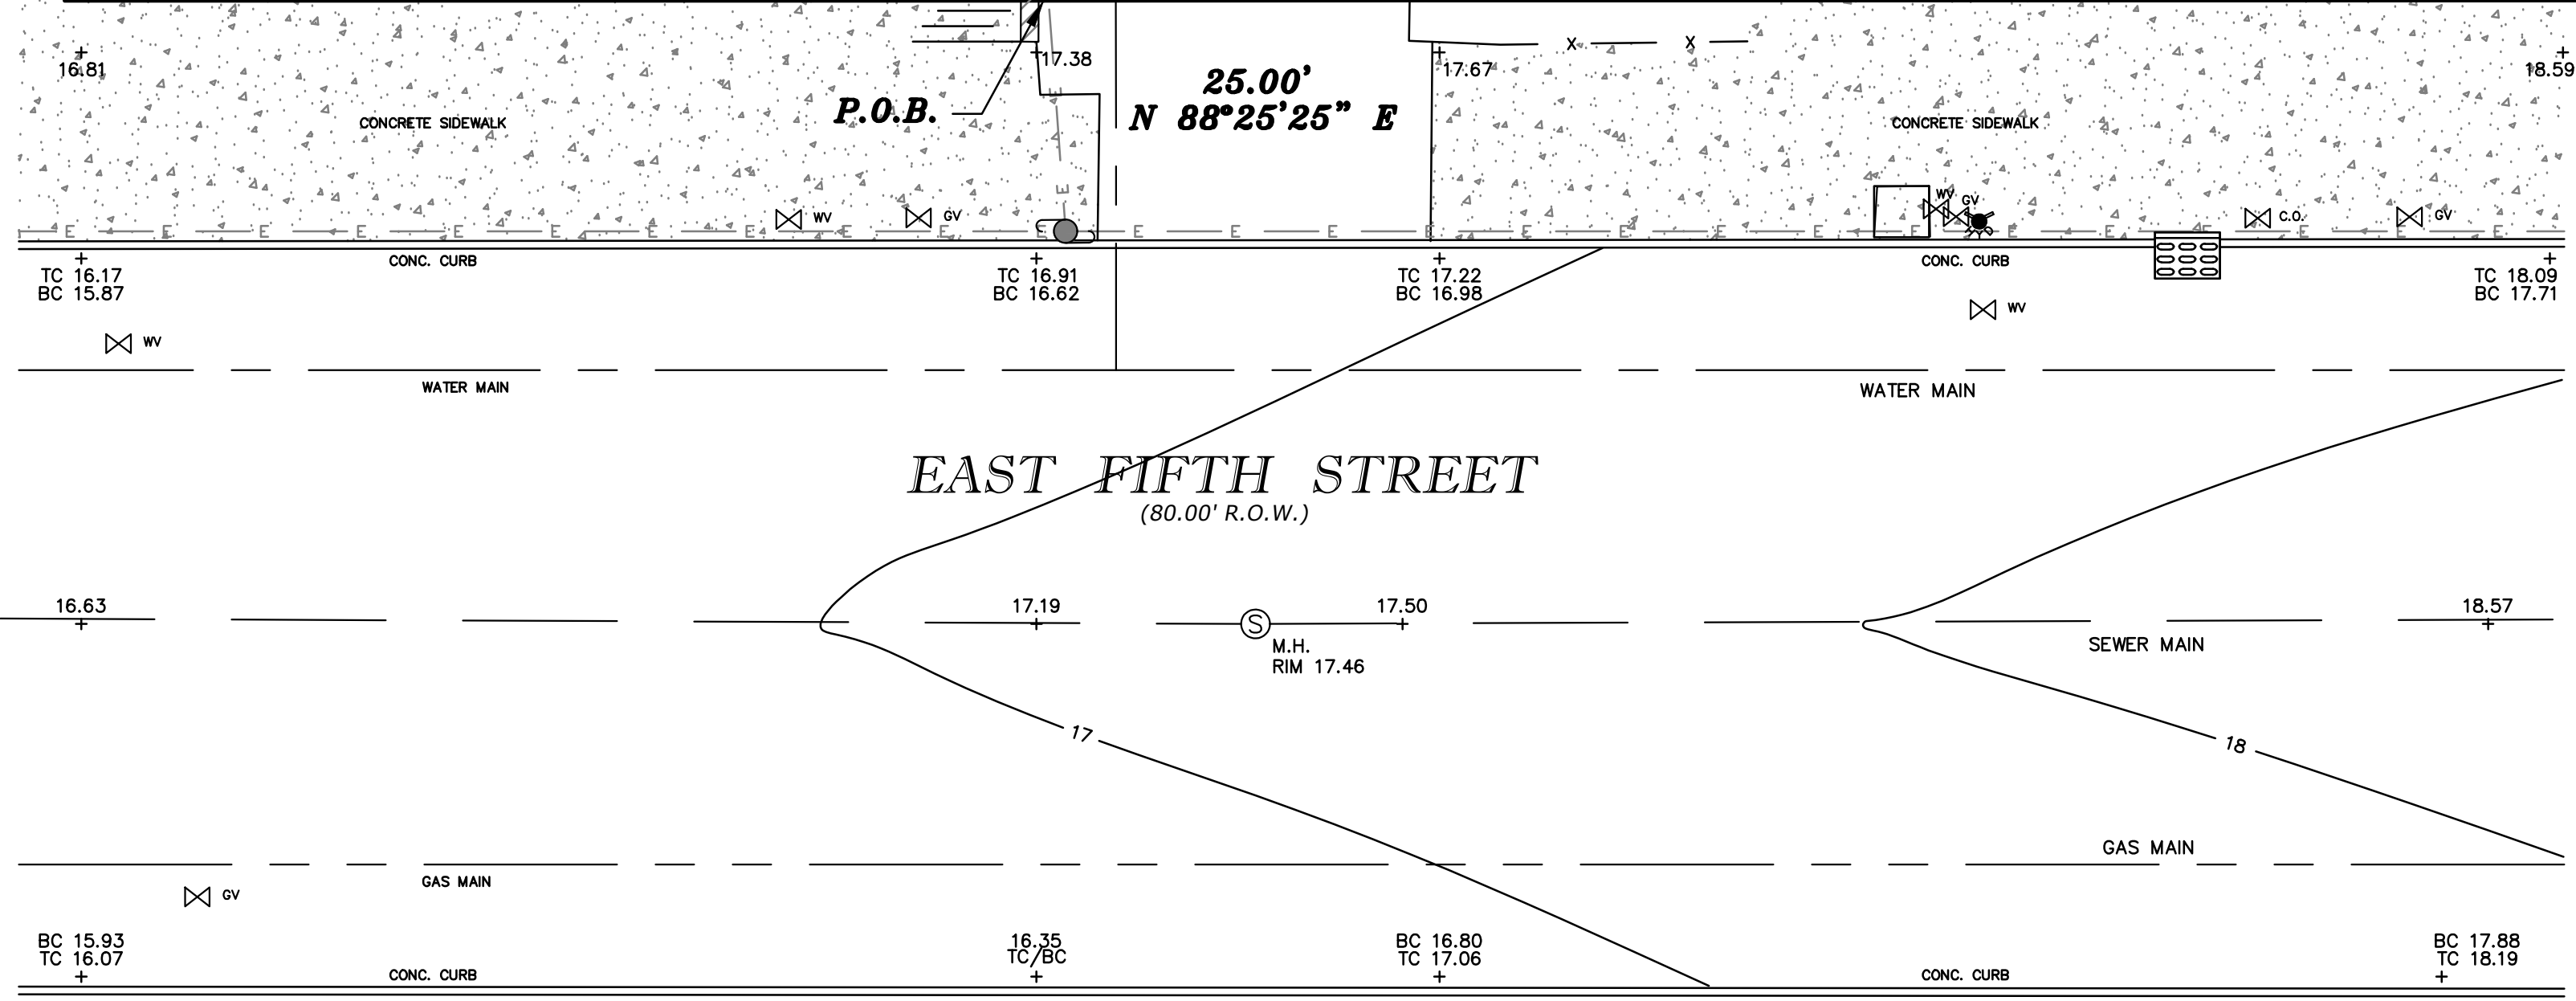 16.81
17.38
17.67
18.59
25.00'
N 88°25'25" E
P.O.B.
X X
CONCRETE SIDEWALK
CONCRETE SIDEWALK
E
E
WV
GV
WV
GV
C.O.
GV
E E E E E E E E E E E E E E E E E E E E E E E E E E
CONC. CURB
CONC. CURB
TC 16.17
BC 15.87
TC 16.91
BC 16.62
TC 17.22
BC 16.98
TC 18.09
BC 17.71
WV
WV
WATER MAIN
WATER MAIN
EAST FIFTH STREET
(80.00' R.O.W.)
16.63
17.19
17.50
18.57
S
M.H.
RIM 17.46
SEWER MAIN
17
18
GAS MAIN
GAS MAIN
GV
BC 15.93
TC 16.07
16.35
TC/BC
BC 16.80
TC 17.06
BC 17.88
TC 18.19
CONC. CURB
CONC. CURB